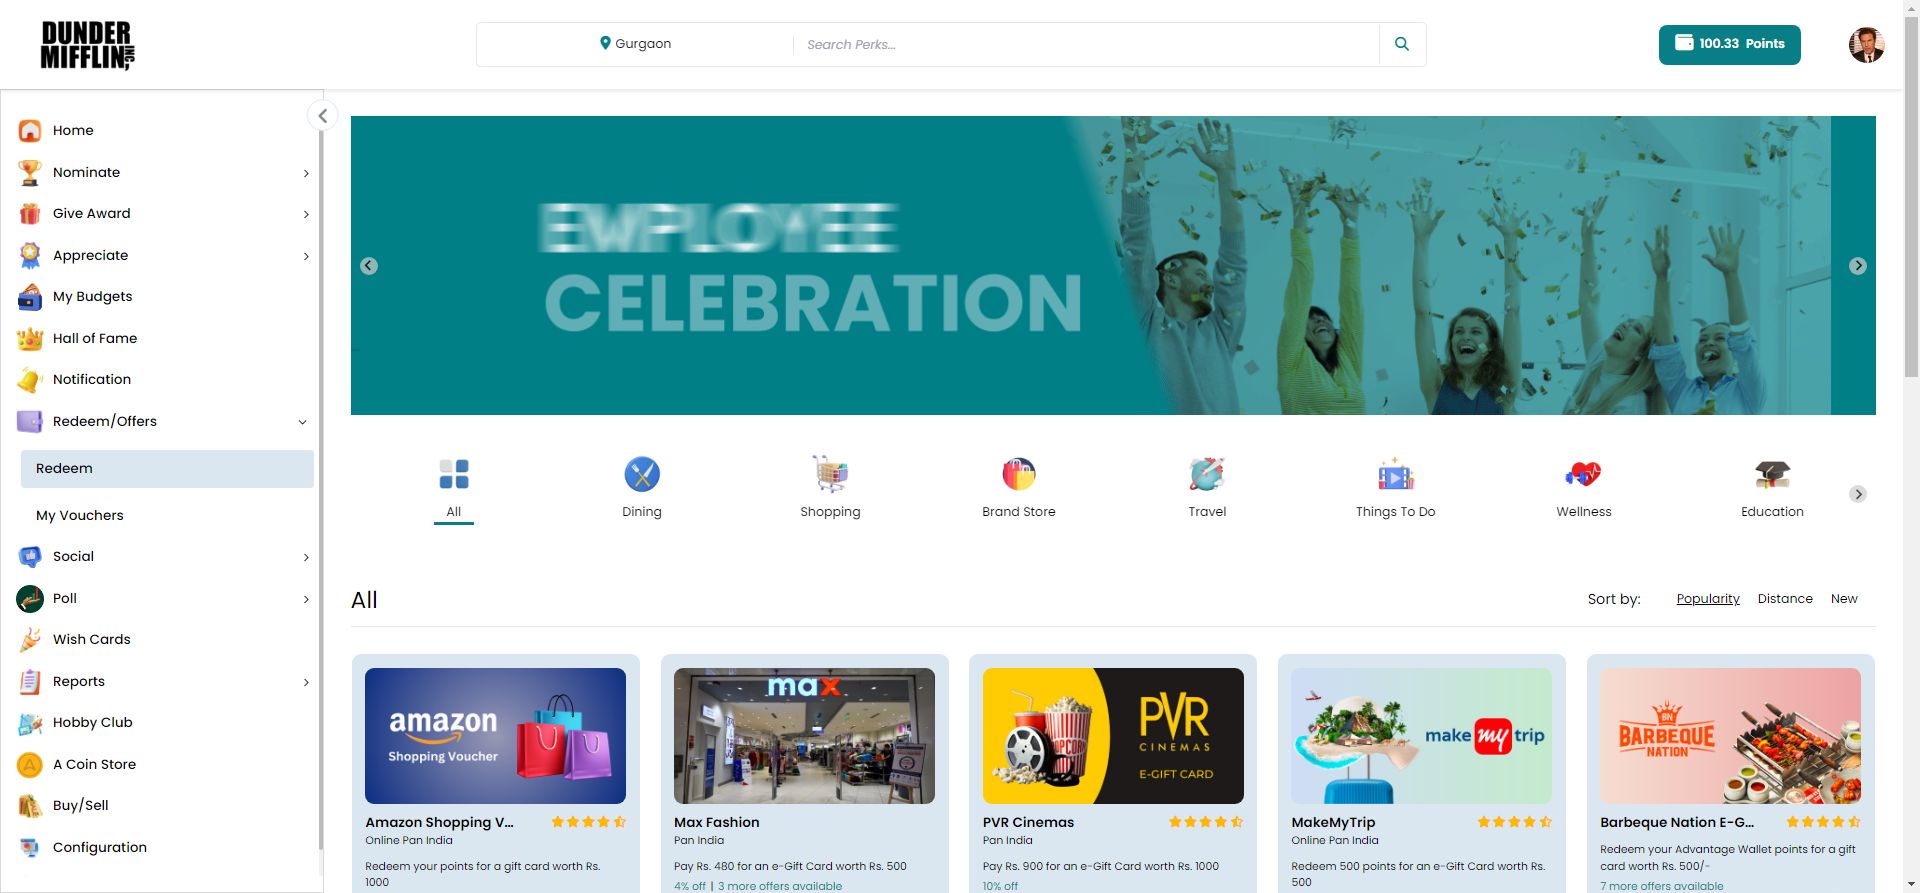 DUNDER
MIFFLIN INC,
Gurgaon
Search Perks...
100.33 Points
Home
Nominate
Give Award
Appreciate
My Budgets
Hall of Fame
Notification
Redeem/Offers
Redeem
My Vouchers
Social
Poll
Wish Cards
Reports
Hobby Club
A Coin Store
Buy/Sell
Configuration
EMPLOYEE
CELEBRATION
All
Dining
Shopping
Brand Store
Travel
Things To Do
Wellness
Education
All
Sort by:
Popularity
Distance
New
amazon
Shopping Voucher
Amazon Shopping V...
Online Pan India
Redeem your points for a gift card worth Rs.
1000
max
Max Fashion
Pan India
Pay Rs. 480 for an e-Gift Card worth Rs. 500
4% off | 3 more offers available
POPCORN
PVR
CINEMAS
E-GIFT CARD
PVR Cinemas
Pan India
Pay Rs. 900 for an e-Gift Card worth Rs. 1000
10% off
make my trip
MakeMyTrip
Online Pan India
Redeem 500 points for an e-Gift Card worth Rs.
500
BN
BARBEQUE
NATION
Barbeque Nation E-G...
Redeem your Advantage Wallet points for a gift
card worth Rs. 500/-
7 more offers available